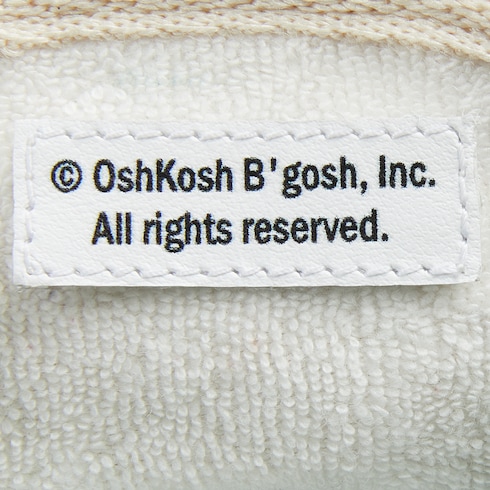 © OshKosh B'gosh, Inc.
All rights reserved.